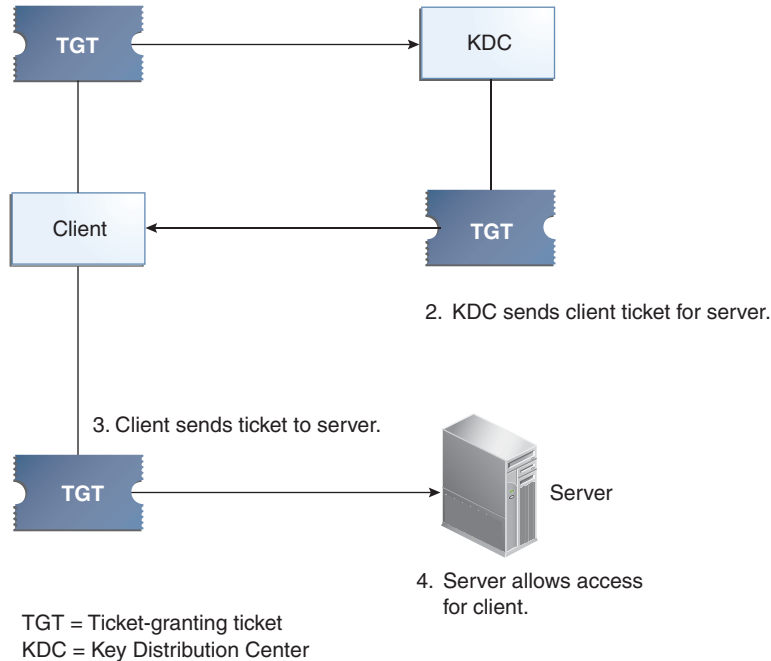 TGT
KDC
Client
TGT
2. KDC sends client ticket for server.
3. Client sends ticket to server.
TGT
Server
4. Server allows access
for client.
TGT = Ticket-granting ticket
KDC = Key Distribution Center